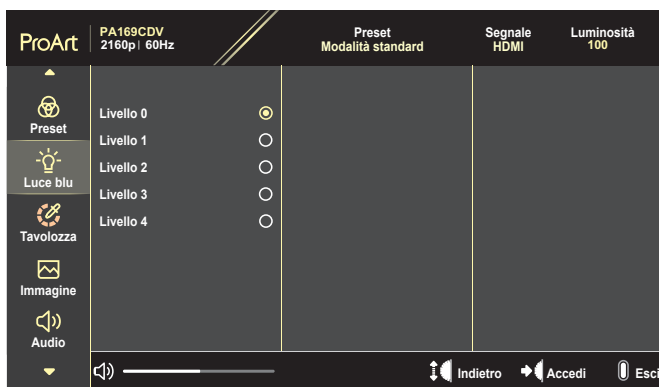 ProArt
PA169CDV
2160p | 60Hz
Preset
Modalità standard
Segnale
HDMI
Luminosità
100
Preset
Luce blu
Tavolozza
Immagine
Audio
Livello 0
Livello 1
Livello 2
Livello 3
Livello 4
Indietro
Accedi
Esci